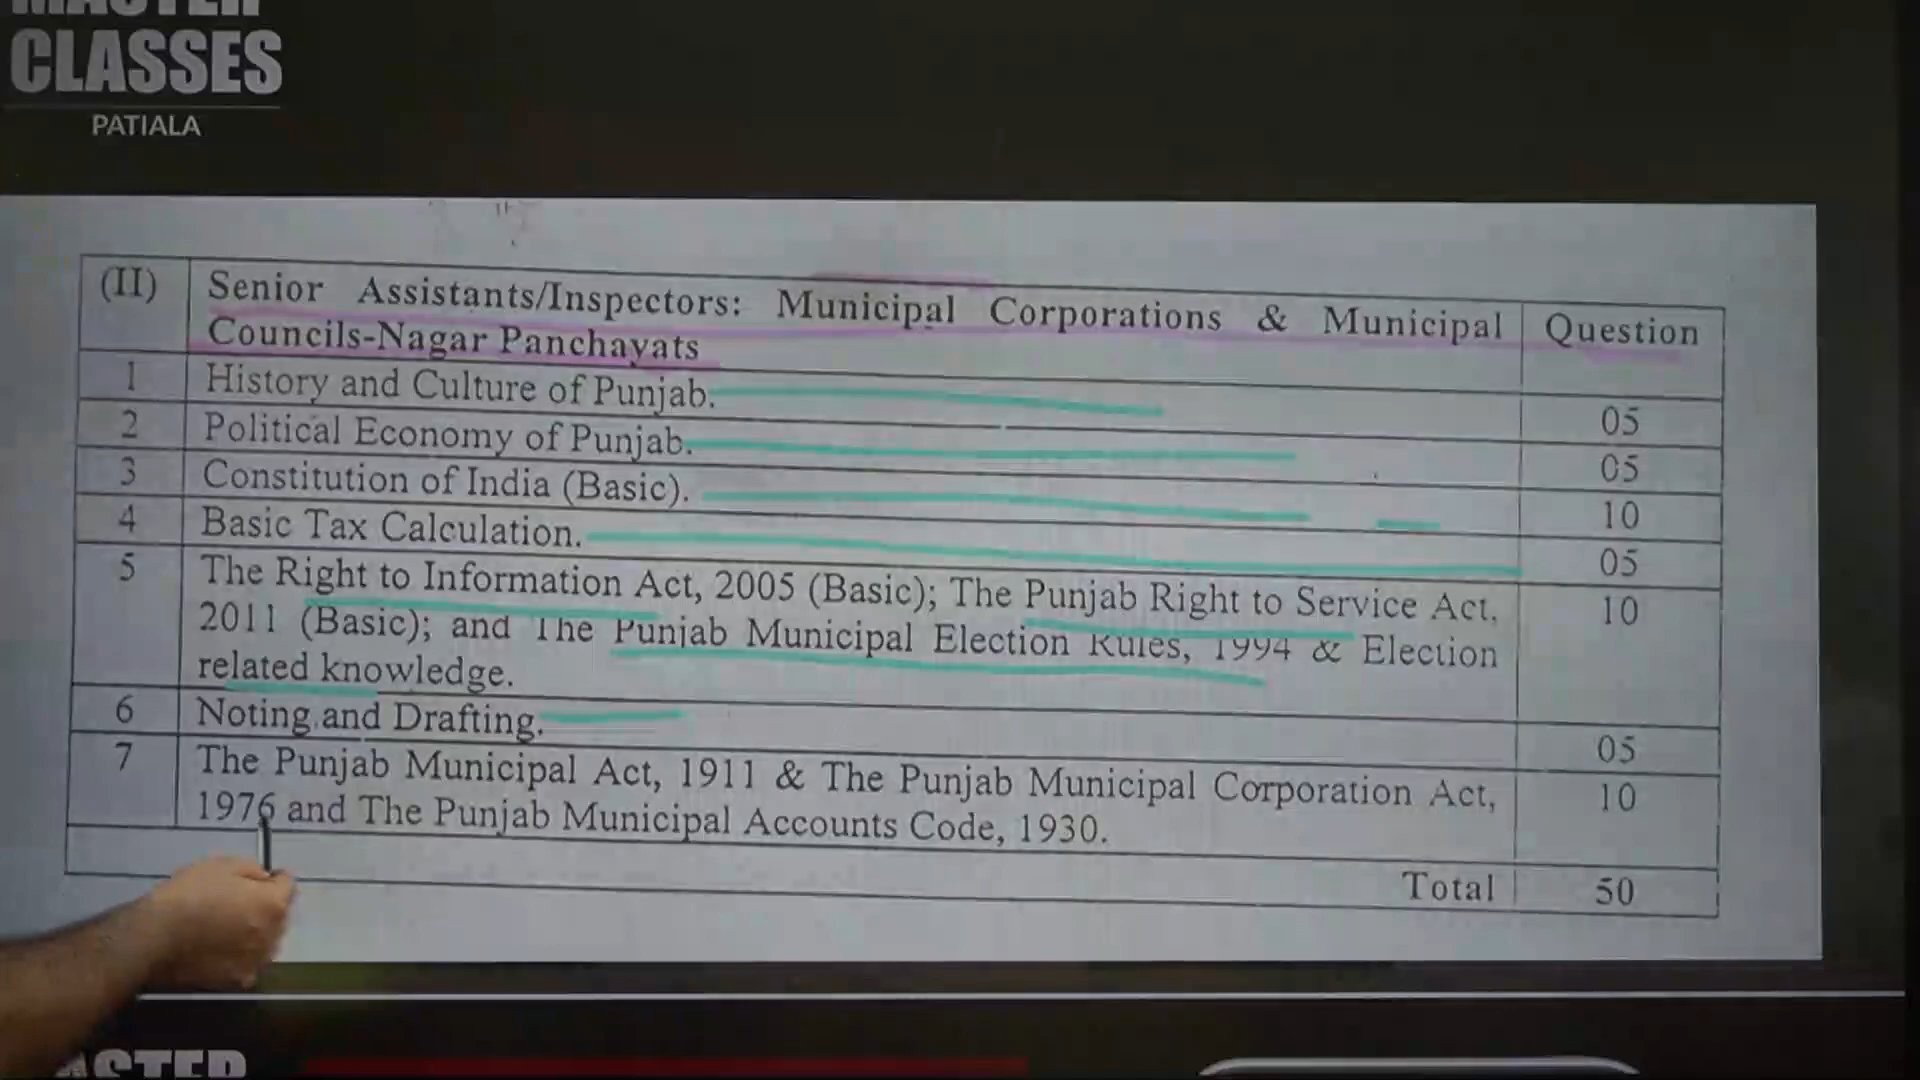 MASTER
CLASSES
PATIALA
(II) Senior Assistants/Inspectors: Municipal Corporations & Municipal Question
Councils-Nagar Panchayats
1 History and Culture of Punjab. 05
2 Political Economy of Punjab. 05
3 Constitution of India (Basic). 10
4 Basic Tax Calculation. 05
5 The Right to Information Act, 2005 (Basic); The Punjab Right to Service Act, 10
2011 (Basic); and The Punjab Municipal Election Rules, 1994 & Election
related knowledge.
6 Noting and Drafting. 05
7 The Punjab Municipal Act, 1911 & The Punjab Municipal Corporation Act, 10
1976 and The Punjab Municipal Accounts Code, 1930.
Total 50
MASTER